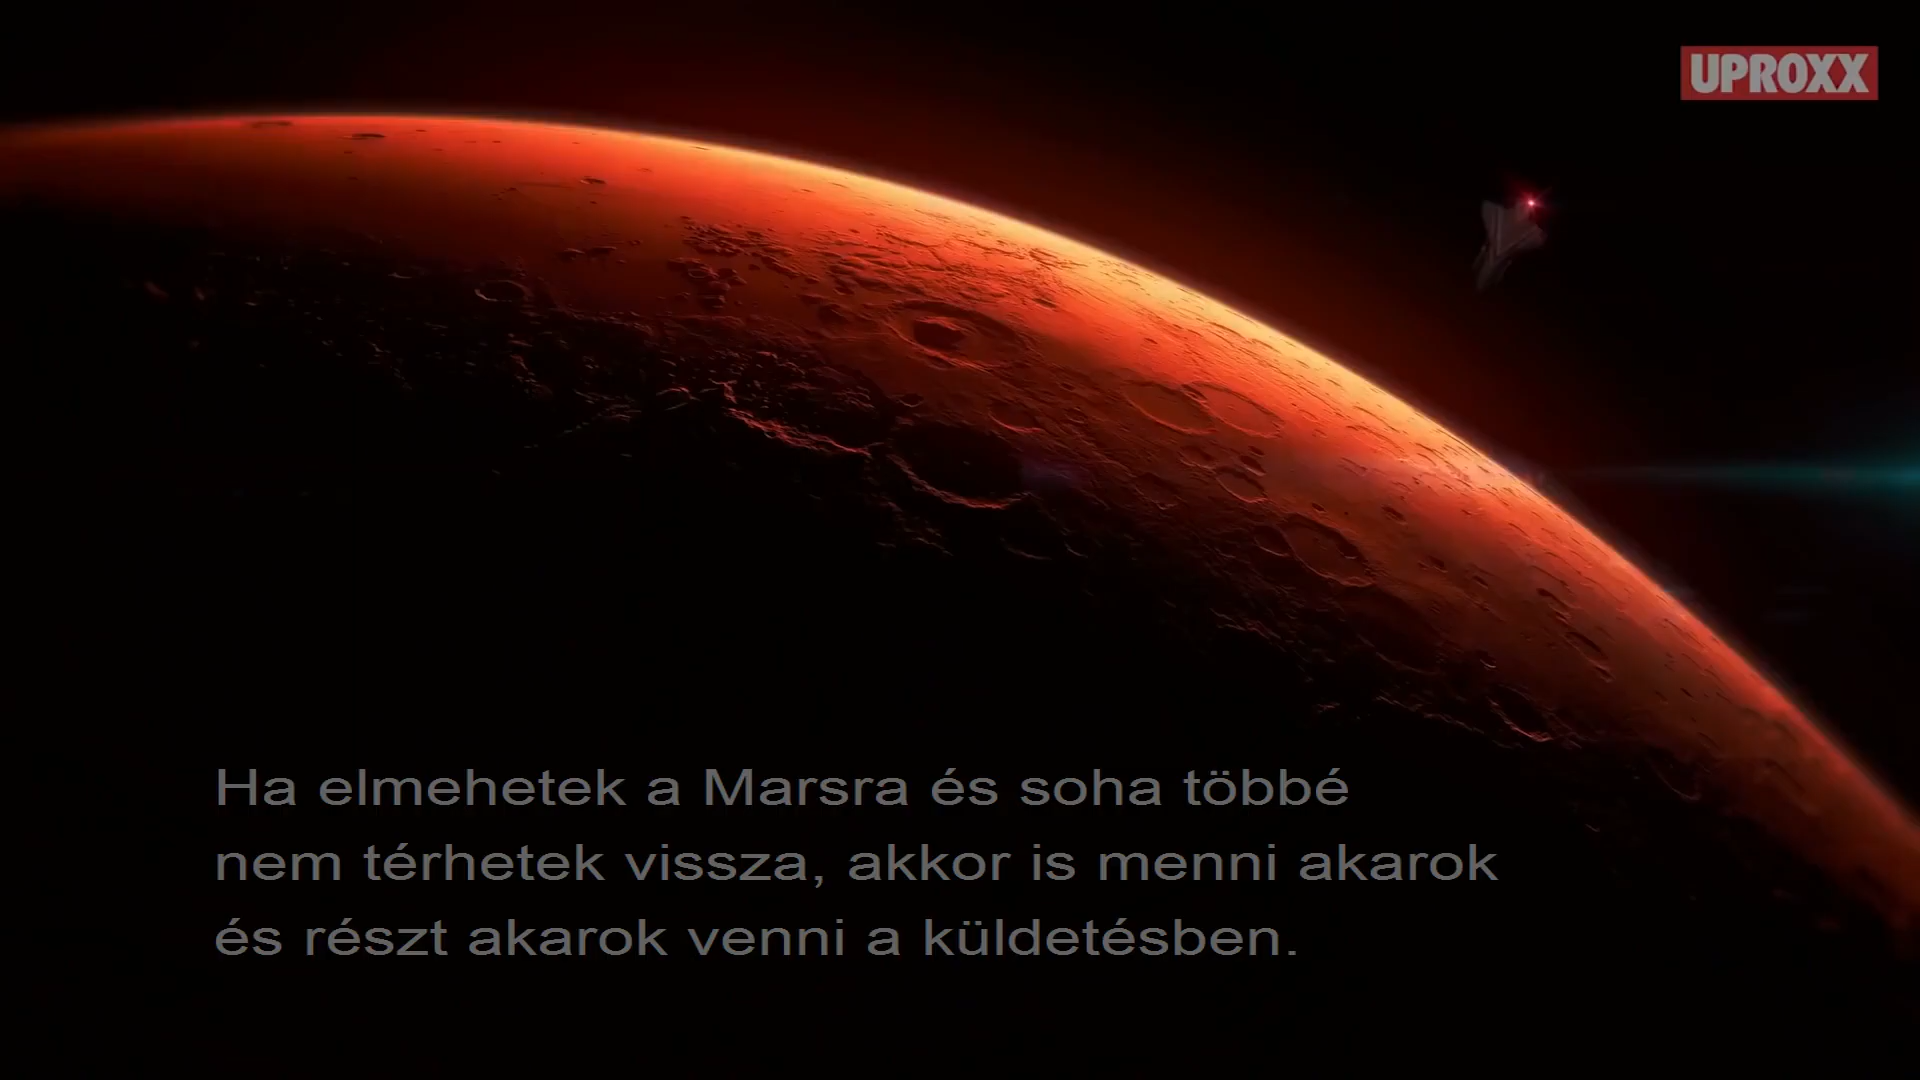 UPROXX
Ha elmehetek a Marsra és soha többé
nem térhetek vissza, akkor is menni akarok
és részt akarok venni a küldetésben.